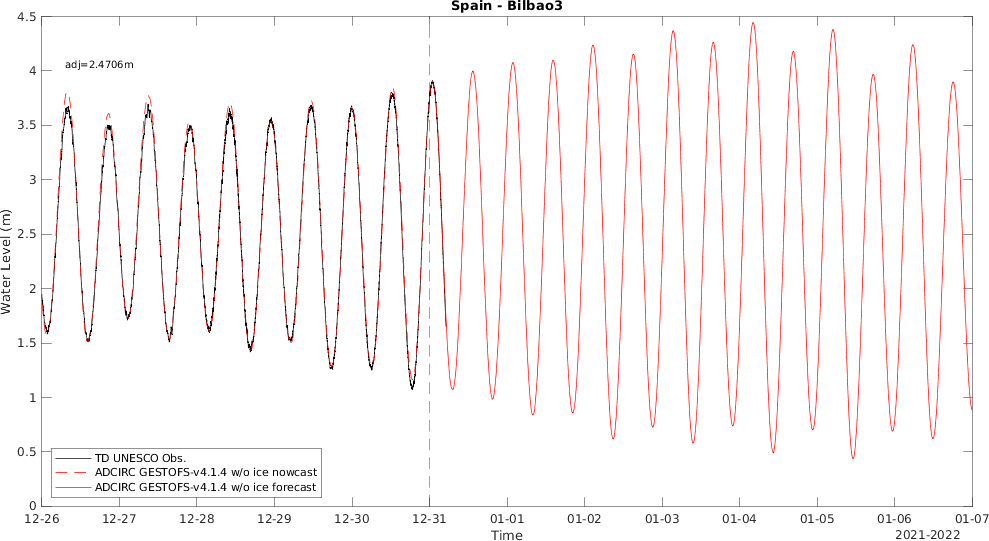 Spain - Bilbao3
4.5
4
3.5
3
2.5
2
1.5
1
0.5
0
Water Level (m)
adj=2.4706m
TD UNESCO Obs.
ADCIRC GESTOFS-v4.1.4 w/o ice nowcast
ADCIRC GESTOFS-v4.1.4 w/o ice forecast
12-26 12-27 12-28 12-29 12-30 12-31 01-01 01-02 01-03 01-04 01-05 01-06 01-07
Time
2021-2022